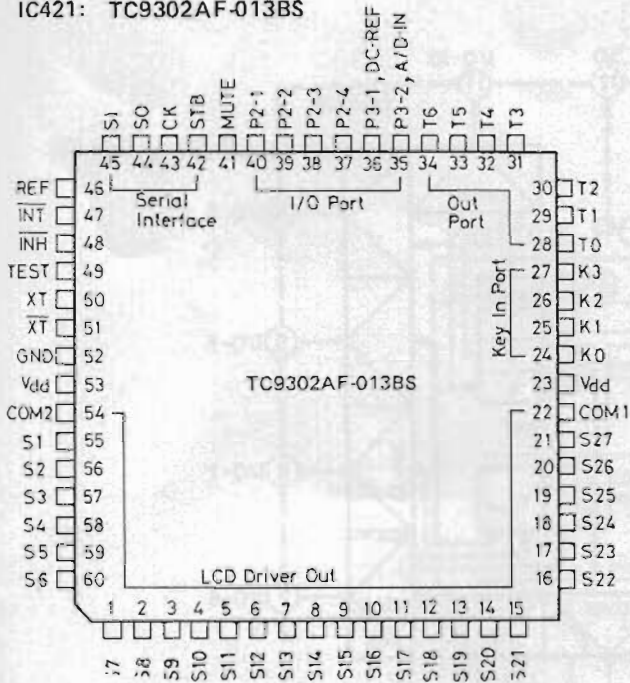 IC421: TC9302AF-013BS
SI SO CK STB MUTE P2-1 P2-2 P2-3 P2-4 P3-1, DC-REF P3-2, A/D-IN T6 T5 T4 T3
45 44 43 42 41 40 39 38 37 36 35 34 33 32 31
Serial
Interface
I/O Port
Out
Port
REF 46
INT 47
INH 48
TEST 49
XT 50
XT 51
GND 52
Vdd 53
COM2 54
S1 55
S2 56
S3 57
S4 58
S5 59
S6 60
30 T2
29 T1
28 T0
27 K3
26 K2
25 K1
24 K0
23 Vdd
22 COM1
21 S27
20 S26
19 S25
18 S24
17 S23
16 S22
Key In Port
TC9302AF-013BS
LCD Driver Out
1 2 3 4 5 6 7 8 9 10 11 12 13 14 15
S7 S8 S9 S10 S11 S12 S13 S14 S15 S16 S17 S18 S19 S20 S21